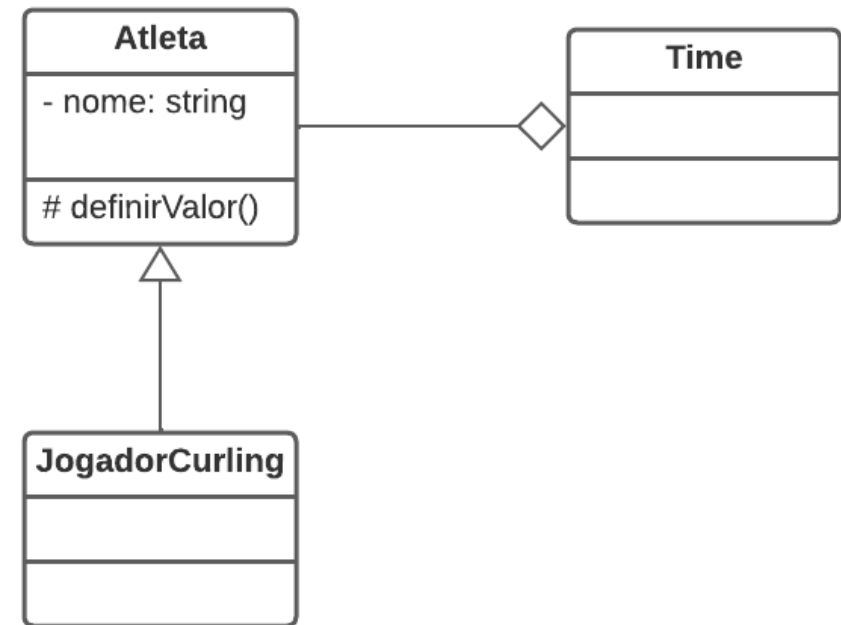 Atleta
- nome: string
# definirValor()
Time
JogadorCurling